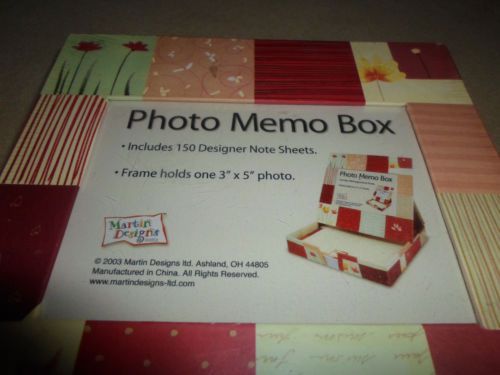 Photo Memo Box
• Includes 150 Designer Note Sheets.
• Frame holds one 3" x 5" photo.
Photo Memo Box
Martin
Designs
© 2003 Martin Designs ltd. Ashland, OH 44805
Manufactured in China. All Rights Reserved.
www.martindesigns-ltd.com